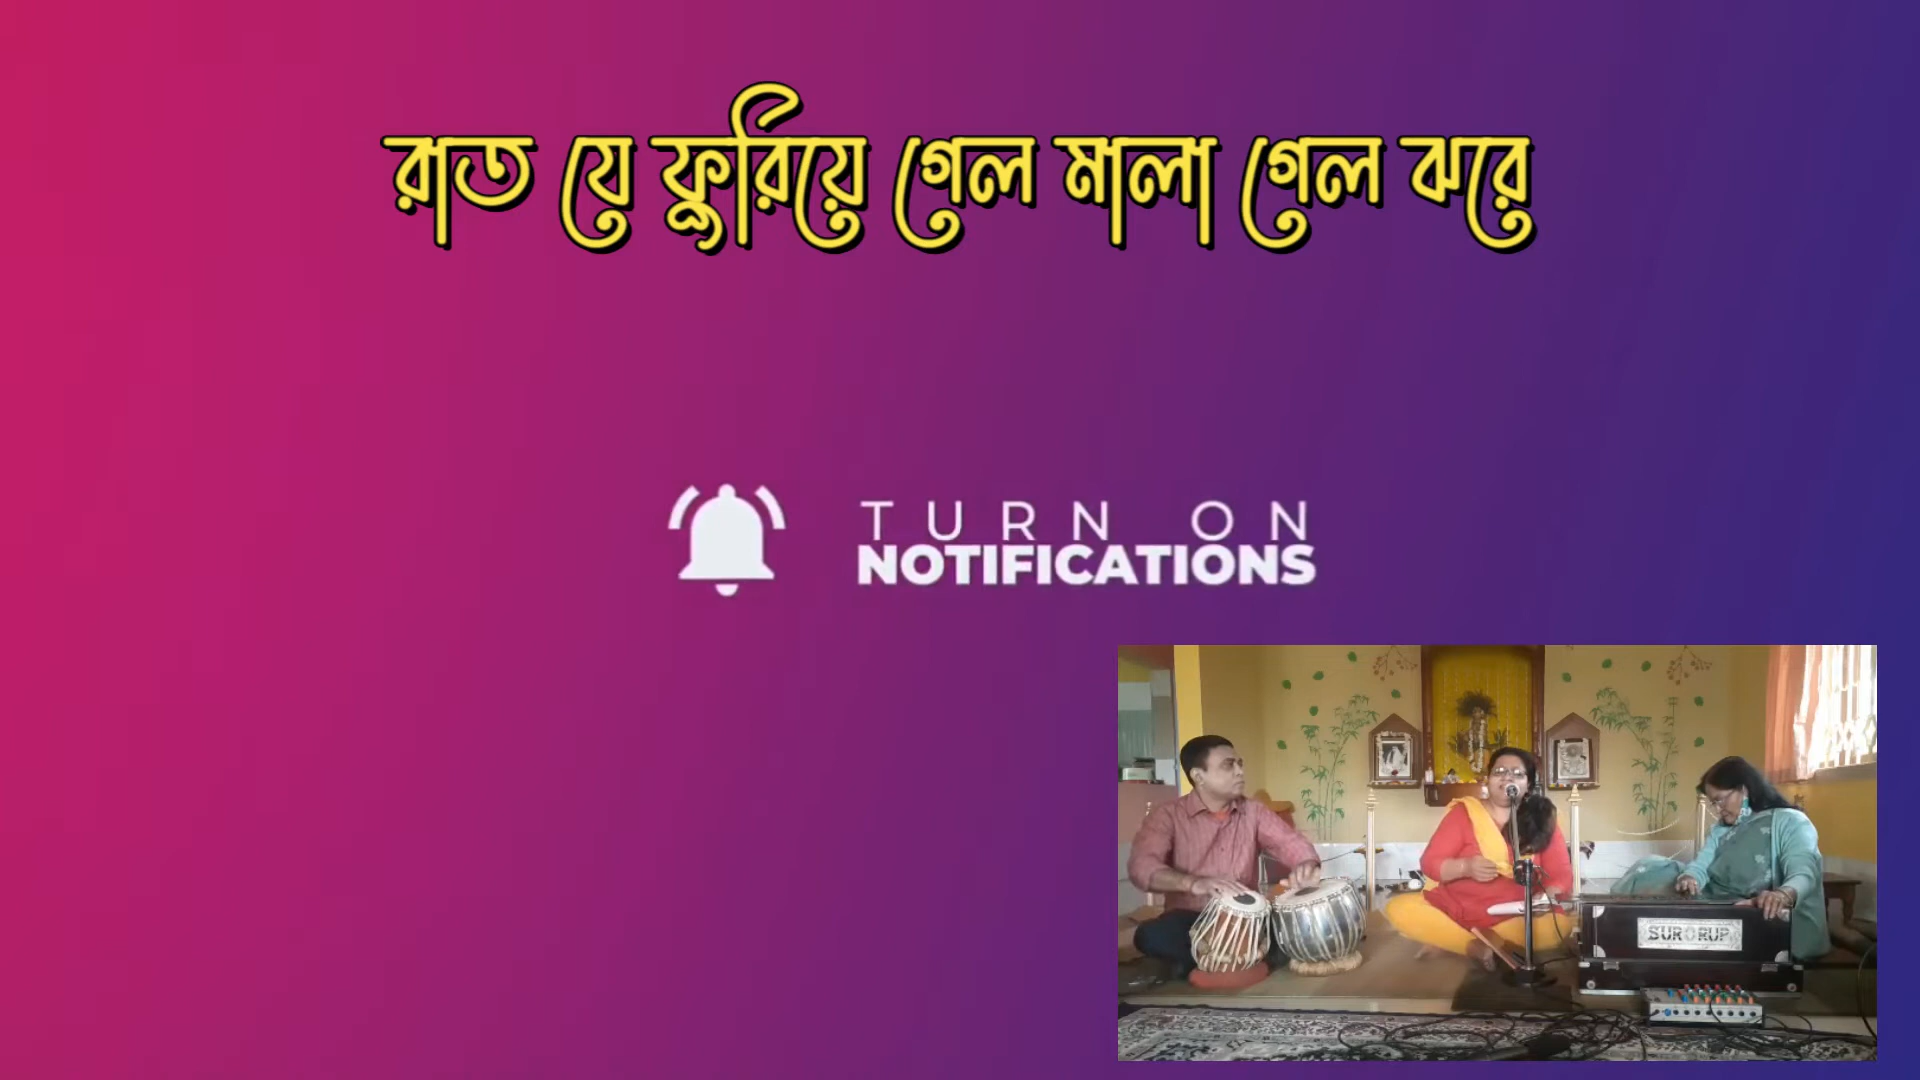 রাত যে ফুরিয়ে গেল মালা গেল ঝরে
TURN ON
NOTIFICATIONS
SURORUP